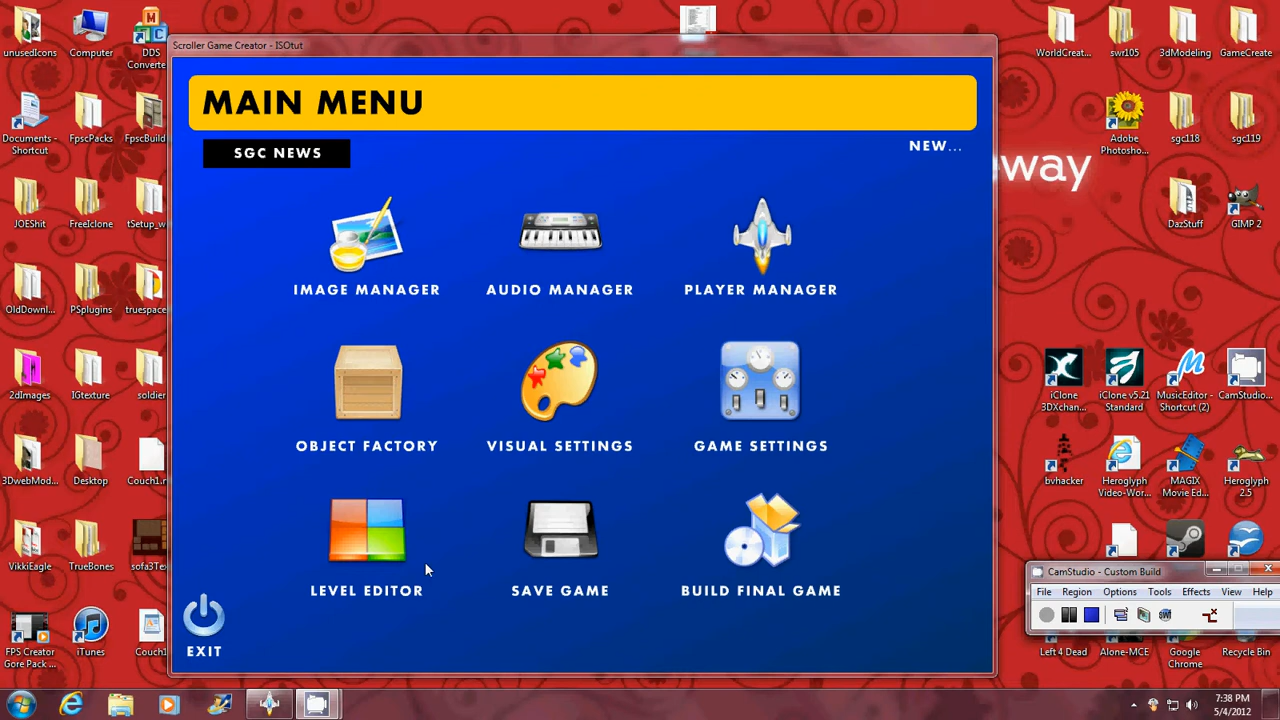 unusedIcons
Computer
DDS
Converte
Scroller Game Creator - ISOtut
WorldCreat...
swr105
3dModeling
GameCreate
MAIN MENU
SGC NEWS
NEW...
Documents -
Shortcut
FpscPacks
FpscBuild
Adobe
Photosho...
sgc118
sgc119
way
JOEShit
FreeIclone
tSetup_w
DazStuff
GIMP 2
IMAGE MANAGER
AUDIO MANAGER
PLAYER MANAGER
OldDownl...
PSplugins
truespace
2dImages
IGtexture
soldier
iClone
3DXchan...
iClone v5.21
Standard
MusicEditor -
Shortcut (2)
CamStudio...
OBJECT FACTORY
VISUAL SETTINGS
GAME SETTINGS
3DwebMod...
Desktop
Couch1.r
bvhacker
Heroglyph
Video-Wor...
MAGIX
Movie Ed...
Heroglyph
2.5
VikkiEagle
TrueBones
sofa3Te
LEVEL EDITOR
SAVE GAME
BUILD FINAL GAME
CamStudio - Custom Build
File
Region
Options
Tools
Effects
View
Help
EXIT
FPS Creator
Gore Pack ...
iTunes
Couch1
Left 4 Dead
Alone-MCE
Google
Chrome
Recycle Bin
7:38 PM
5/4/2012